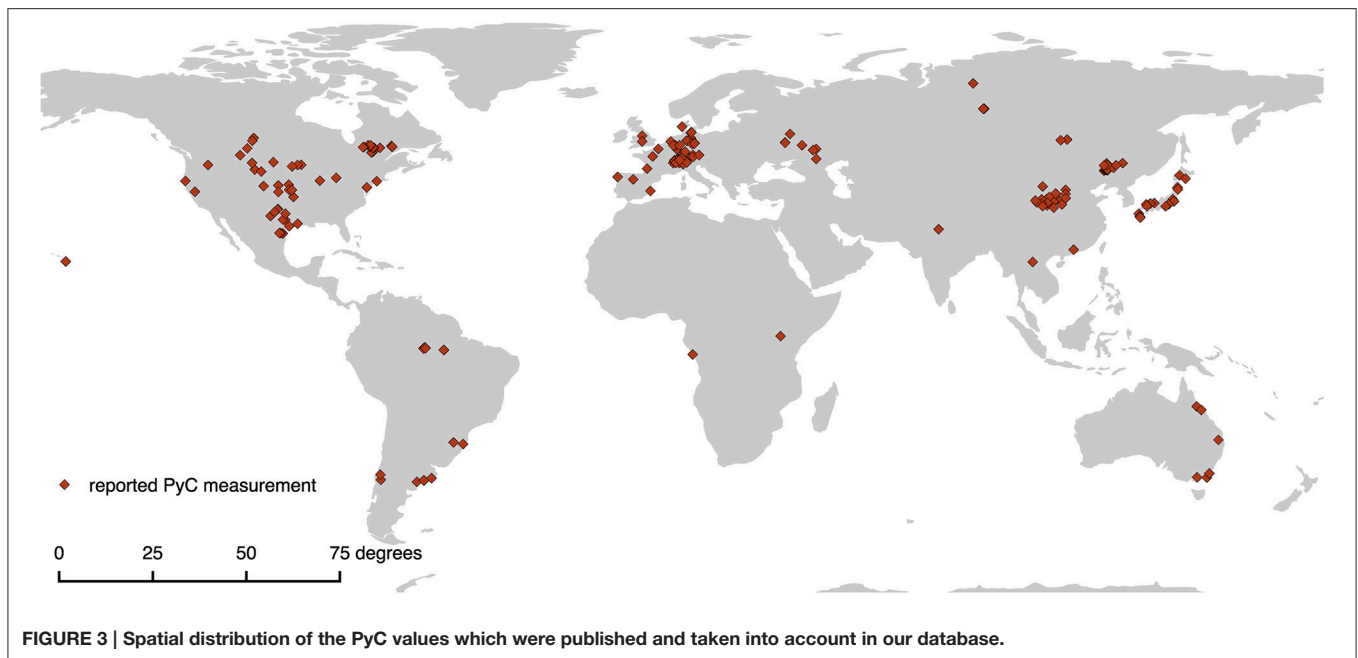 reported PyC measurement
0 25 50 75 degrees
FIGURE 3 | Spatial distribution of the PyC values which were published and taken into account in our database.